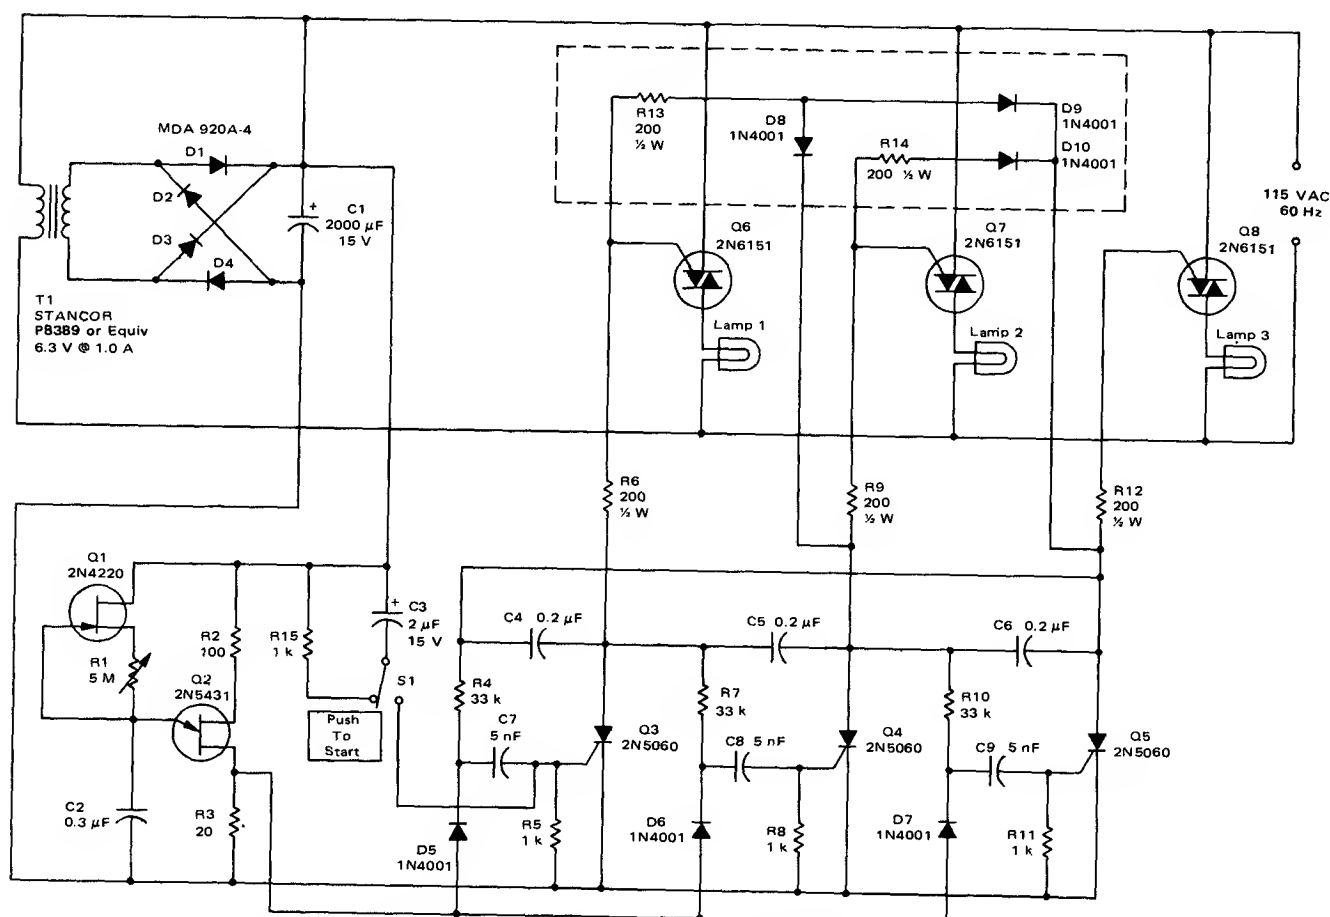 MDA 920A-4
D1
D2
D3
D4
+
C1
2000 µF
15 V
T1
STANCOR
P8389 or Equiv
6.3 V @ 1.0 A
R13
200
½ W
D8
1N4001
R14
200 ½ W
D9
1N4001
D10
1N4001
115 VAC
60 Hz
Q6
2N6151
Q7
2N6151
Q8
2N6151
Lamp 1
Lamp 2
Lamp 3
R6
200
½ W
R9
200
½ W
R12
200
½ W
Q1
2N4220
R1
5 M
R2
100
Q2
2N5431
R15
1 k
+
C3
2 µF
15 V
S1
Push
To
Start
C2
0.3 µF
R3
20
C4 0.2 µF
C5 0.2 µF
C6 0.2 µF
R4
33 k
R7
33 k
R10
33 k
C7
5 nF
C8 5 nF
C9 5 nF
Q3
2N5060
Q4
2N5060
Q5
2N5060
D5
1N4001
R5
1 k
D6
1N4001
R8
1 k
D7
1N4001
R11
1 k